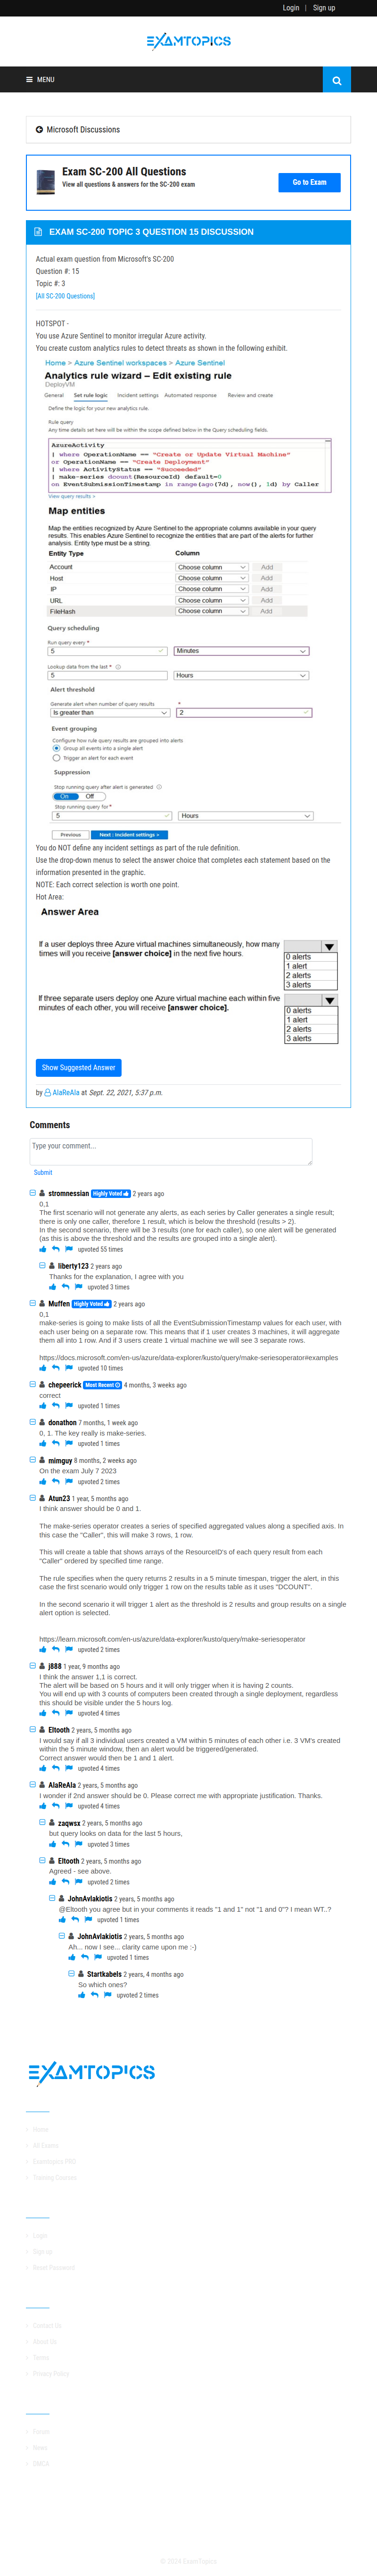 Login | Sign up
EXAMTOPICS
MENU
Microsoft Discussions
Exam SC-200 All Questions
View all questions & answers for the SC-200 exam
Go to Exam
EXAM SC-200 TOPIC 3 QUESTION 15 DISCUSSION
Actual exam question from Microsoft's SC-200
Question #: 15
Topic #: 3
[All SC-200 Questions]
HOTSPOT -
You use Azure Sentinel to monitor irregular Azure activity.
You create custom analytics rules to detect threats as shown in the following exhibit.
Home > Azure Sentinel workspaces > Azure Sentinel
Analytics rule wizard - Edit existing rule
DeployVM
General Set rule logic Incident settings Automated response Review and create
Define the logic for your new analytics rule.
Rule query
Any time details set here will be within the scope defined below in the Query scheduling fields.
AzureActivity
| where OperationName == "Create or Update Virtual Machine"
or OperationName == "Create Deployment"
| where ActivityStatus == "Succeeded"
| make-series dcount(ResourceId) default=0
on EventSubmissionTimestamp in range(ago(7d), now(), 1d) by Caller
View query results >
Map entities
Map the entities recognized by Azure Sentinel to the appropriate columns available in your query
results. This enables Azure Sentinel to recognize the entities that are part of the alerts for further
analysis. Entity type must be a string.
Entity Type Column
Account Choose column Add
Host Choose column Add
IP Choose column Add
URL Choose column Add
FileHash Choose column Add
Query scheduling
Run query every *
5 Minutes
Lookup data from the last *
5 Hours
Alert threshold
Generate alert when number of query results *
Is greater than 2
Event grouping
Configure how rule query results are grouped into alerts
Group all events into a single alert
Trigger an alert for each event
Suppression
Stop running query after alert is generated
On Off
Stop running query for *
5 Hours
Previous Next : Incident settings >
You do NOT define any incident settings as part of the rule definition.
Use the drop-down menus to select the answer choice that completes each statement based on the
information presented in the graphic.
NOTE: Each correct selection is worth one point.
Hot Area:
Answer Area
If a user deploys three Azure virtual machines simultaneously, how many
times will you receive [answer choice] in the next five hours.
0 alerts
1 alert
2 alerts
3 alerts
If three separate users deploy one Azure virtual machine each within five
minutes of each other, you will receive [answer choice].
0 alerts
1 alert
2 alerts
3 alerts
Show Suggested Answer
by AlaReAla at Sept. 22, 2021, 5:37 p.m.
Comments
Type your comment...
Submit
stromnessian Highly Voted 2 years ago
0,1
The first scenario will not generate any alerts, as each series by Caller generates a single result;
there is only one caller, therefore 1 result, which is below the threshold (results > 2).
In the second scenario, there will be 3 results (one for each caller), so one alert will be generated
(as this is above the threshold and the results are grouped into a single alert).
upvoted 55 times
liberty123 2 years ago
Thanks for the explanation, I agree with you
upvoted 3 times
Muffen Highly Voted 2 years ago
0,1
make-series is going to make lists of all the EventSubmissionTimestamp values for each user, with
each user being on a separate row. This means that if 1 user creates 3 machines, it will aggregate
them all into 1 row. And if 3 users create 1 virtual machine we will see 3 separate rows.
https://docs.microsoft.com/en-us/azure/data-explorer/kusto/query/make-seriesoperator#examples
upvoted 10 times
chepeerick Most Recent 4 months, 3 weeks ago
correct
upvoted 1 times
donathon 7 months, 1 week ago
0, 1. The key really is make-series.
upvoted 1 times
mimguy 8 months, 2 weeks ago
On the exam July 7 2023
upvoted 2 times
Atun23 1 year, 5 months ago
I think answer should be 0 and 1.
The make-series operator creates a series of specified aggregated values along a specified axis. In
this case the "Caller", this will make 3 rows, 1 row.
This will create a table that shows arrays of the ResourceID's of each query result from each
"Caller" ordered by specified time range.
The rule specifies when the query returns 2 results in a 5 minute timespan, trigger the alert, in this
case the first scenario would only trigger 1 row on the results table as it uses "DCOUNT".
In the second scenario it will trigger 1 alert as the threshold is 2 results and group results on a single
alert option is selected.
https://learn.microsoft.com/en-us/azure/data-explorer/kusto/query/make-seriesoperator
upvoted 2 times
j888 1 year, 9 months ago
I think the answer 1,1 is correct.
The alert will be based on 5 hours and it will only trigger when it is having 2 counts.
You will end up with 3 counts of computers been created through a single deployment, regardless
this should be visible under the 5 hours log.
upvoted 4 times
Eltooth 2 years, 5 months ago
I would say if all 3 individual users created a VM within 5 minutes of each other i.e. 3 VM's created
within the 5 minute window, then an alert would be triggered/generated.
Correct answer would then be 1 and 1 alert.
upvoted 4 times
AlaReAla 2 years, 5 months ago
I wonder if 2nd answer should be 0. Please correct me with appropriate justification. Thanks.
upvoted 4 times
zaqwsx 2 years, 5 months ago
but query looks on data for the last 5 hours,
upvoted 3 times
Eltooth 2 years, 5 months ago
Agreed - see above.
upvoted 2 times
JohnAvlakiotis 2 years, 5 months ago
@Eltooth you agree but in your comments it reads "1 and 1" not "1 and 0"? I mean WT..?
upvoted 1 times
JohnAvlakiotis 2 years, 5 months ago
Ah... now I see... clarity came upon me :-)
upvoted 1 times
Startkabels 2 years, 4 months ago
So which ones?
upvoted 2 times
EXAMTOPICS
Home
All Exams
Examtopics PRO
Training Courses
Login
Sign up
Reset Password
Contact Us
About Us
Terms
Privacy Policy
Forum
News
DMCA
© 2024 ExamTopics